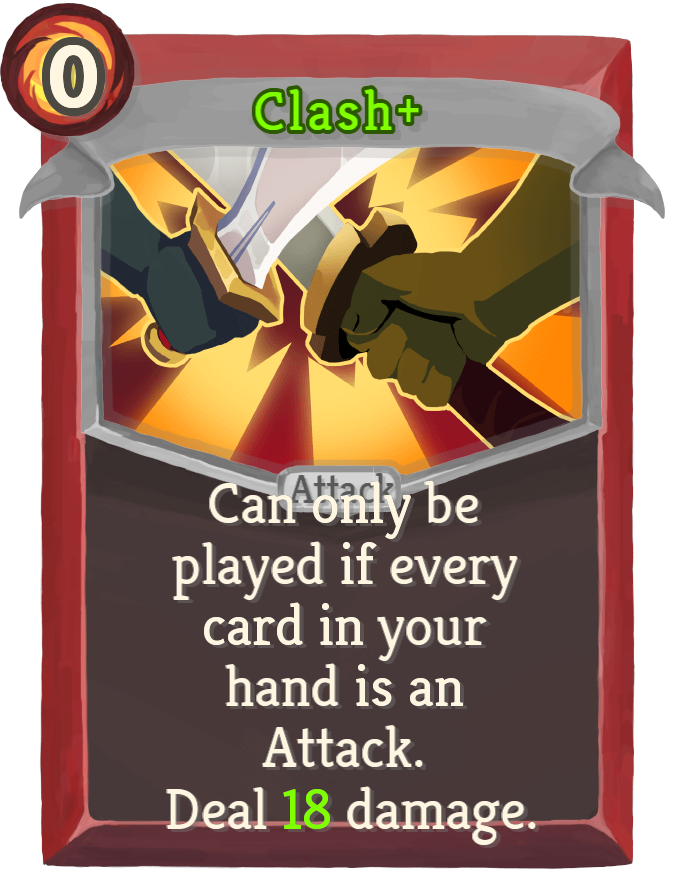 0
Clash+
Attack
Can only be
played if every
card in your
hand is an
Attack.
Deal 18 damage.